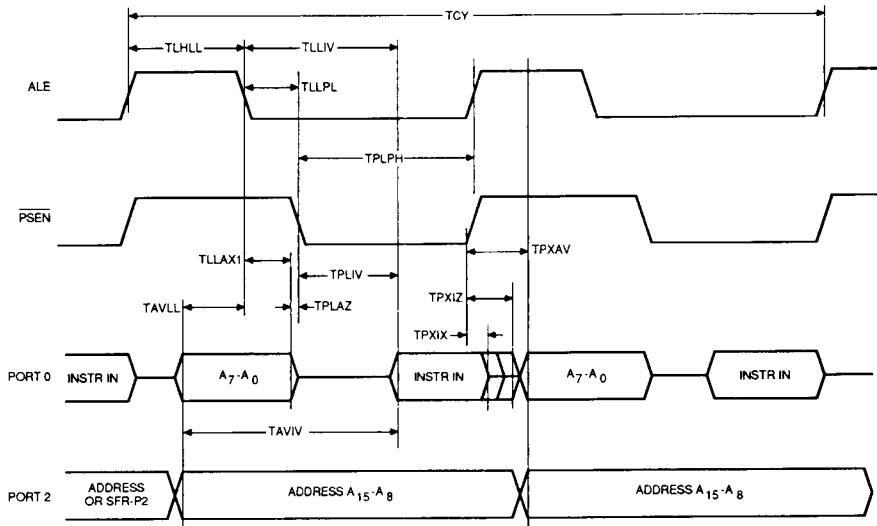 TCY
TLHLL
TLLIV
ALE
TLLPL
TPLPH
PSEN
TPXAV
TLLAX1
TPLIV
TPXIZ
TAVLL
TPLAZ
TPXIX
PORT 0
INSTR IN
A7-A0
INSTR IN
A7-A0
INSTR IN
TAVIV
PORT 2
ADDRESS
OR SFR-P2
ADDRESS A15-A8
ADDRESS A15-A8